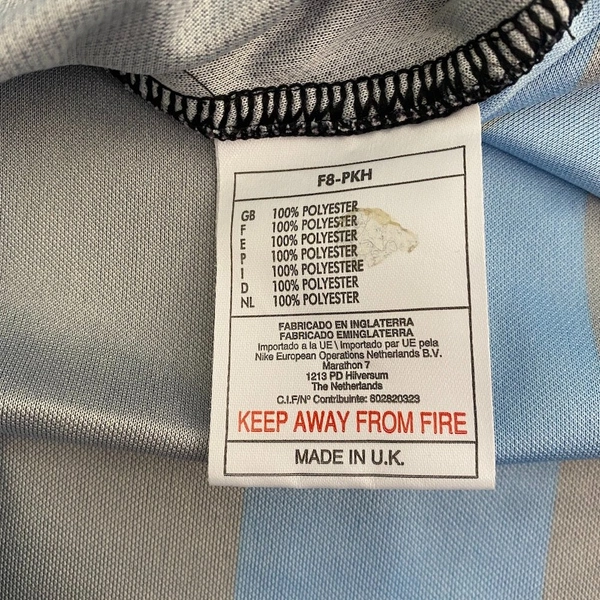 F8-PKH
GB 100% POLYESTER
F 100% POLYESTER
E 100% POLYESTER
P 100% POLYESTER
I 100% POLYESTERE
D 100% POLYESTER
NL 100% POLYESTER
FABRICADO EN INGLATERRA
FABRICADO EMINGLATERRA
Importado a la UE \ Importado par UE pela
Nike European Operations Netherlands B.V.
Marathon 7
1213 PD Hilversum
The Netherlands
C.I.F/Nº Contribuinte: 802820323
KEEP AWAY FROM FIRE
MADE IN U.K.